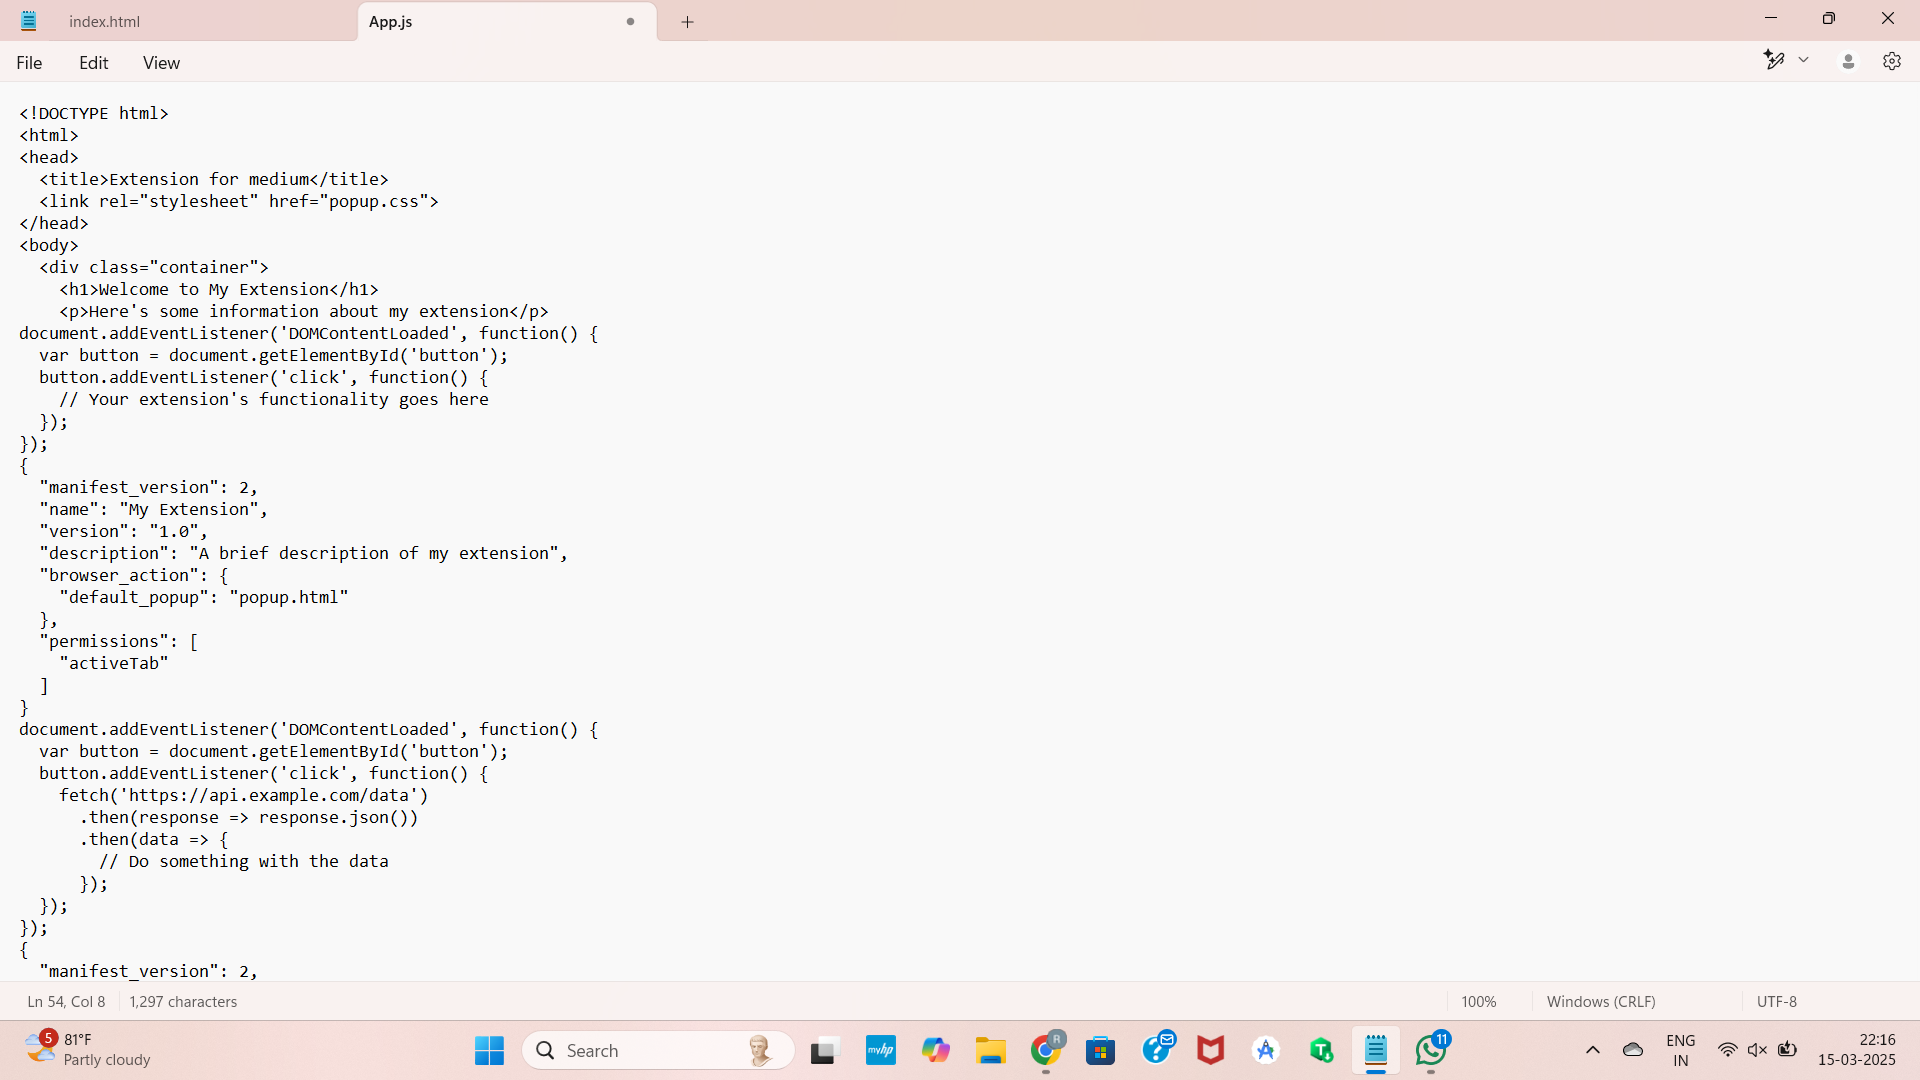 index.html
App.js
File Edit View
<!DOCTYPE html>
<html>
<head>
  <title>Extension for medium</title>
  <link rel="stylesheet" href="popup.css">
</head>
<body>
  <div class="container">
    <h1>Welcome to My Extension</h1>
    <p>Here's some information about my extension</p>
document.addEventListener('DOMContentLoaded', function() {
  var button = document.getElementById('button');
  button.addEventListener('click', function() {
    // Your extension's functionality goes here
  });
});
{
  "manifest_version": 2,
  "name": "My Extension",
  "version": "1.0",
  "description": "A brief description of my extension",
  "browser_action": {
    "default_popup": "popup.html"
  },
  "permissions": [
    "activeTab"
  ]
}
document.addEventListener('DOMContentLoaded', function() {
  var button = document.getElementById('button');
  button.addEventListener('click', function() {
    fetch('https://api.example.com/data')
      .then(response => response.json())
      .then(data => {
        // Do something with the data
      });
  });
});
{
  "manifest_version": 2,
Ln 54, Col 8 1,297 characters 100% Windows (CRLF) UTF-8
5
81°F
Partly cloudy
Search
myhp
R
11
ENG
IN
22:16
15-03-2025